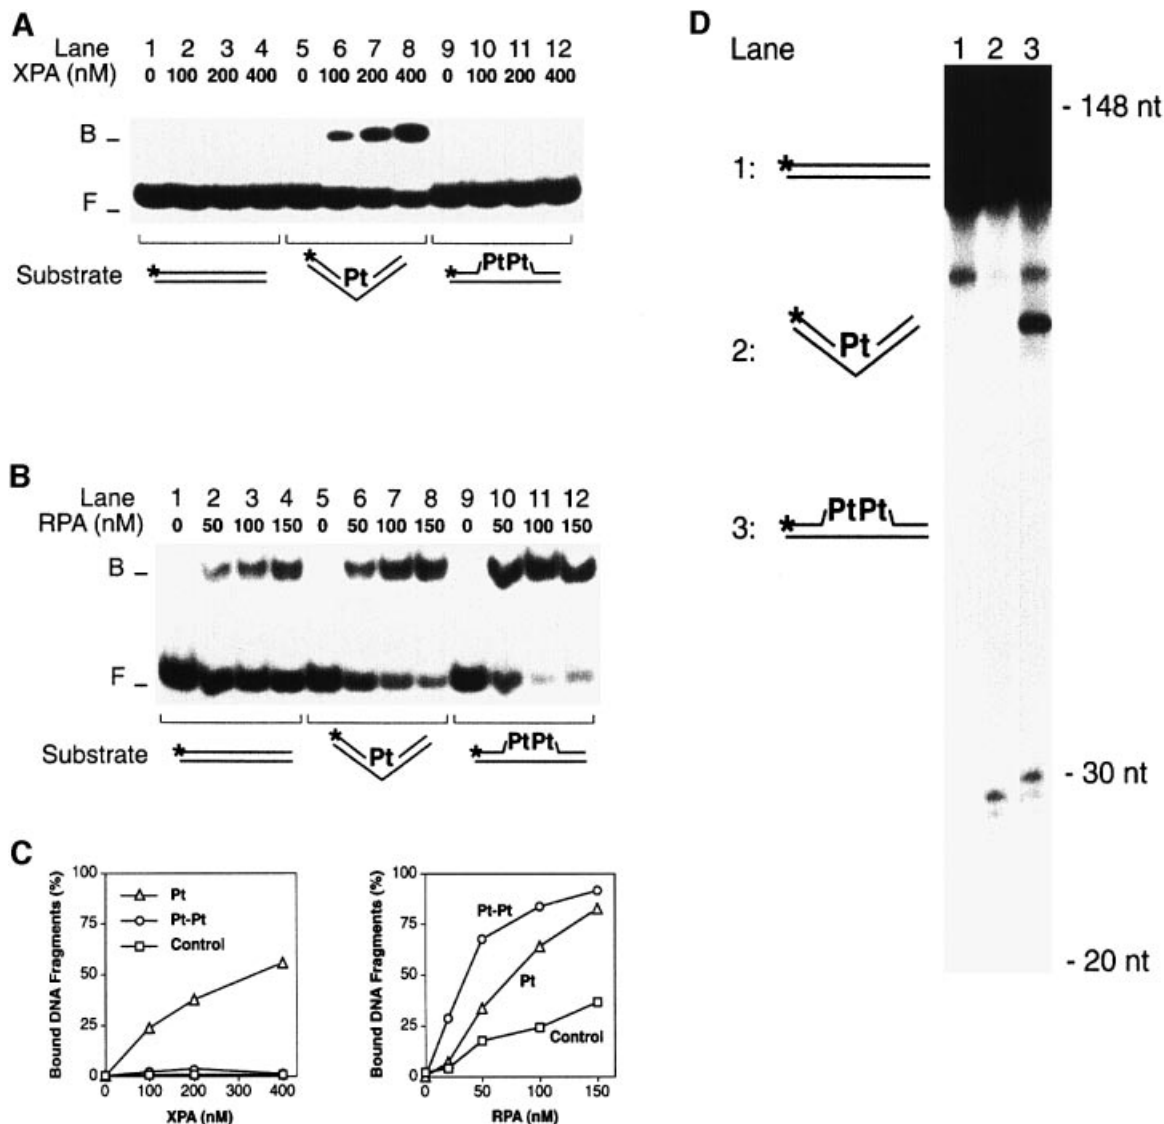 A
Lane 1 2 3 4 5 6 7 8 9 10 11 12
XPA (nM) 0 100 200 400 0 100 200 400 0 100 200 400
B –
F –
Substrate * * Pt * PtPt
B
Lane 1 2 3 4 5 6 7 8 9 10 11 12
RPA (nM) 0 50 100 150 0 50 100 150 0 50 100 150
B –
F –
Substrate * * Pt * PtPt
C
Bound DNA Fragments (%)
100
75
50
25
0
Pt
Pt-Pt
Control
0 100 200 300 400
XPA (nM)
Bound DNA Fragments (%)
100
75
50
25
0
Pt-Pt
Pt
Control
0 50 100 150
RPA (nM)
D
Lane 1 2 3
- 148 nt
1: *
2: * Pt
3: * PtPt
- 30 nt
- 20 nt